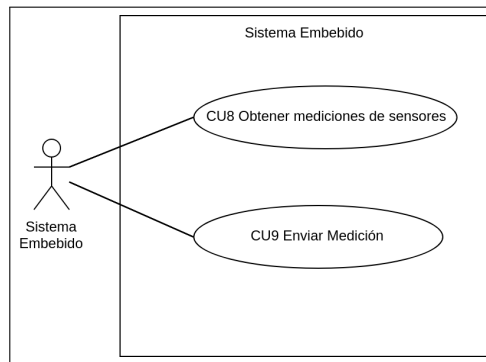 Sistema Embebido
CU8 Obtener mediciones de sensores
Sistema
Embebido
CU9 Enviar Medición